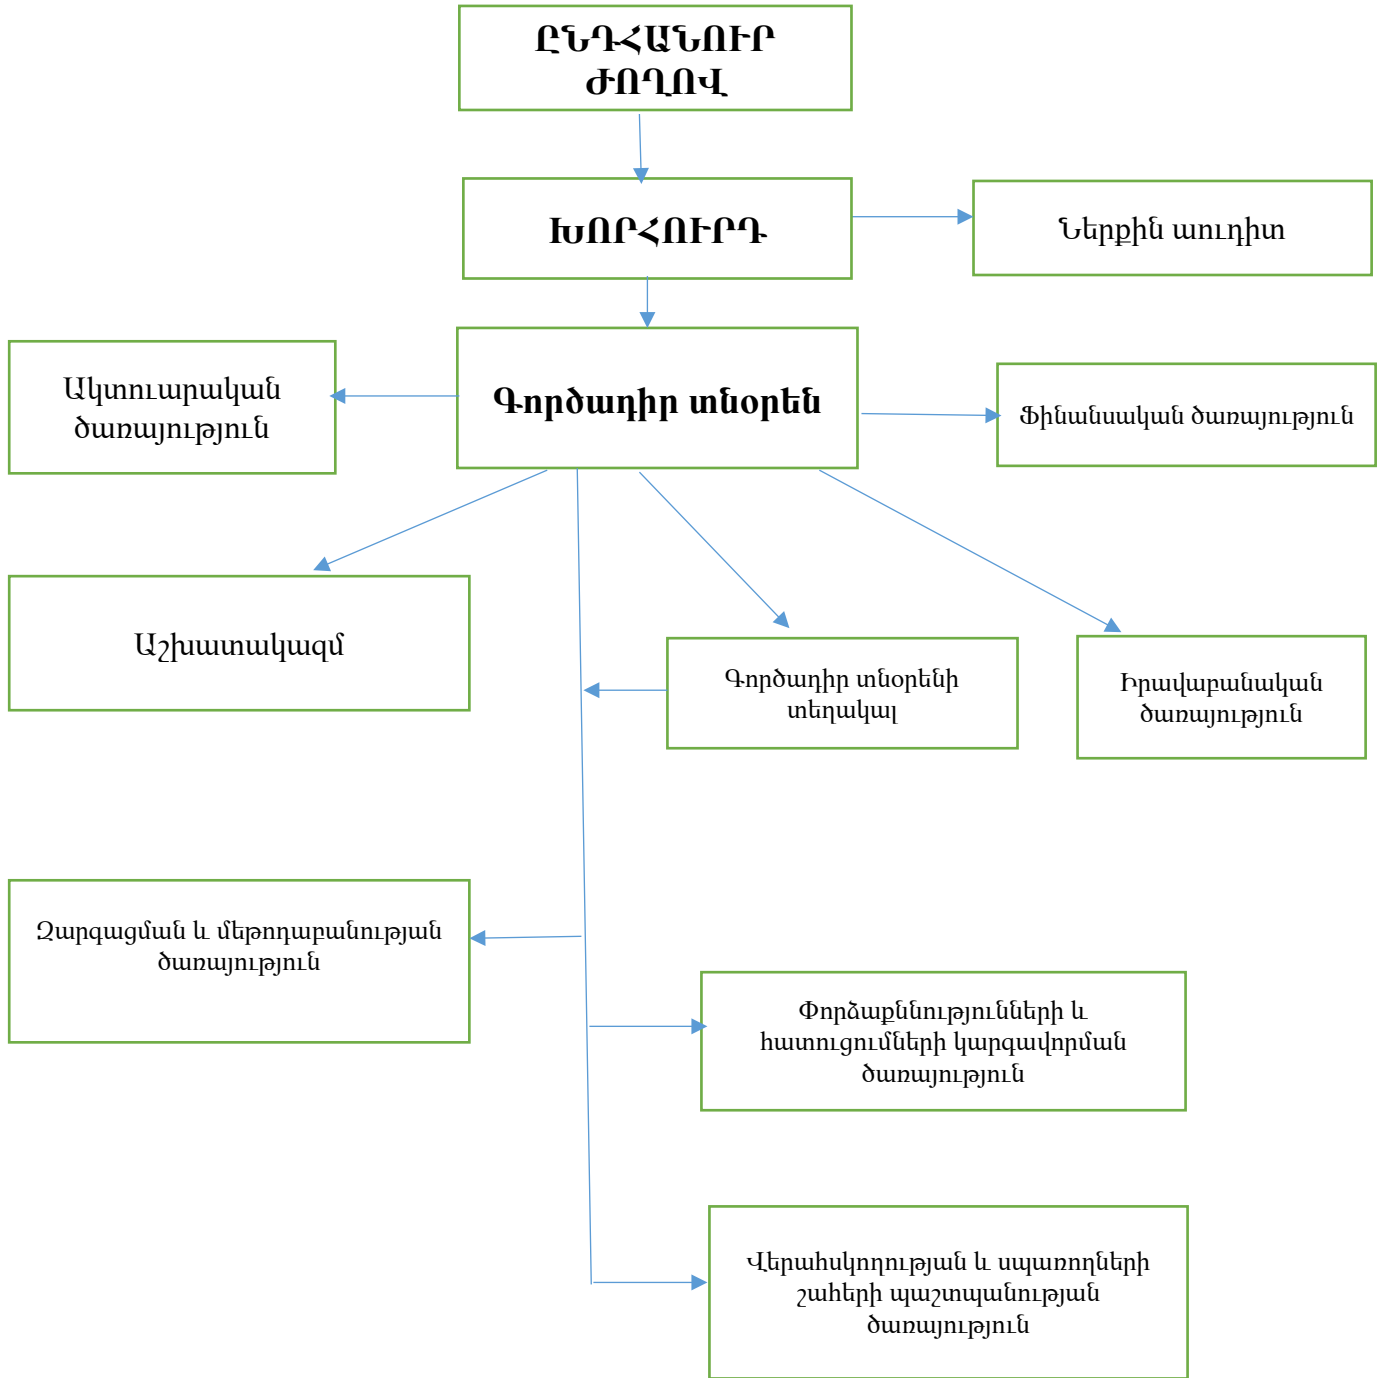 ԸՆԴՀԱՆՈՒՐ
ԺՈՂՈՎ
ԽՈՐՀՈՒՐԴ
Ներքին աուդիտ
Ակտուարական
ծառայություն
Գործադիր տնօրեն
Ֆինանսական ծառայություն
Աշխատակազմ
Գործադիր տնօրենի
տեղակալ
Իրավաբանական
ծառայություն
Զարգացման և մեթոդաբանության
ծառայություն
Փորձաքննությունների և
հատուցումների կարգավորման
ծառայություն
Վերահսկողության և սպառողների
շահերի պաշտպանության
ծառայություն